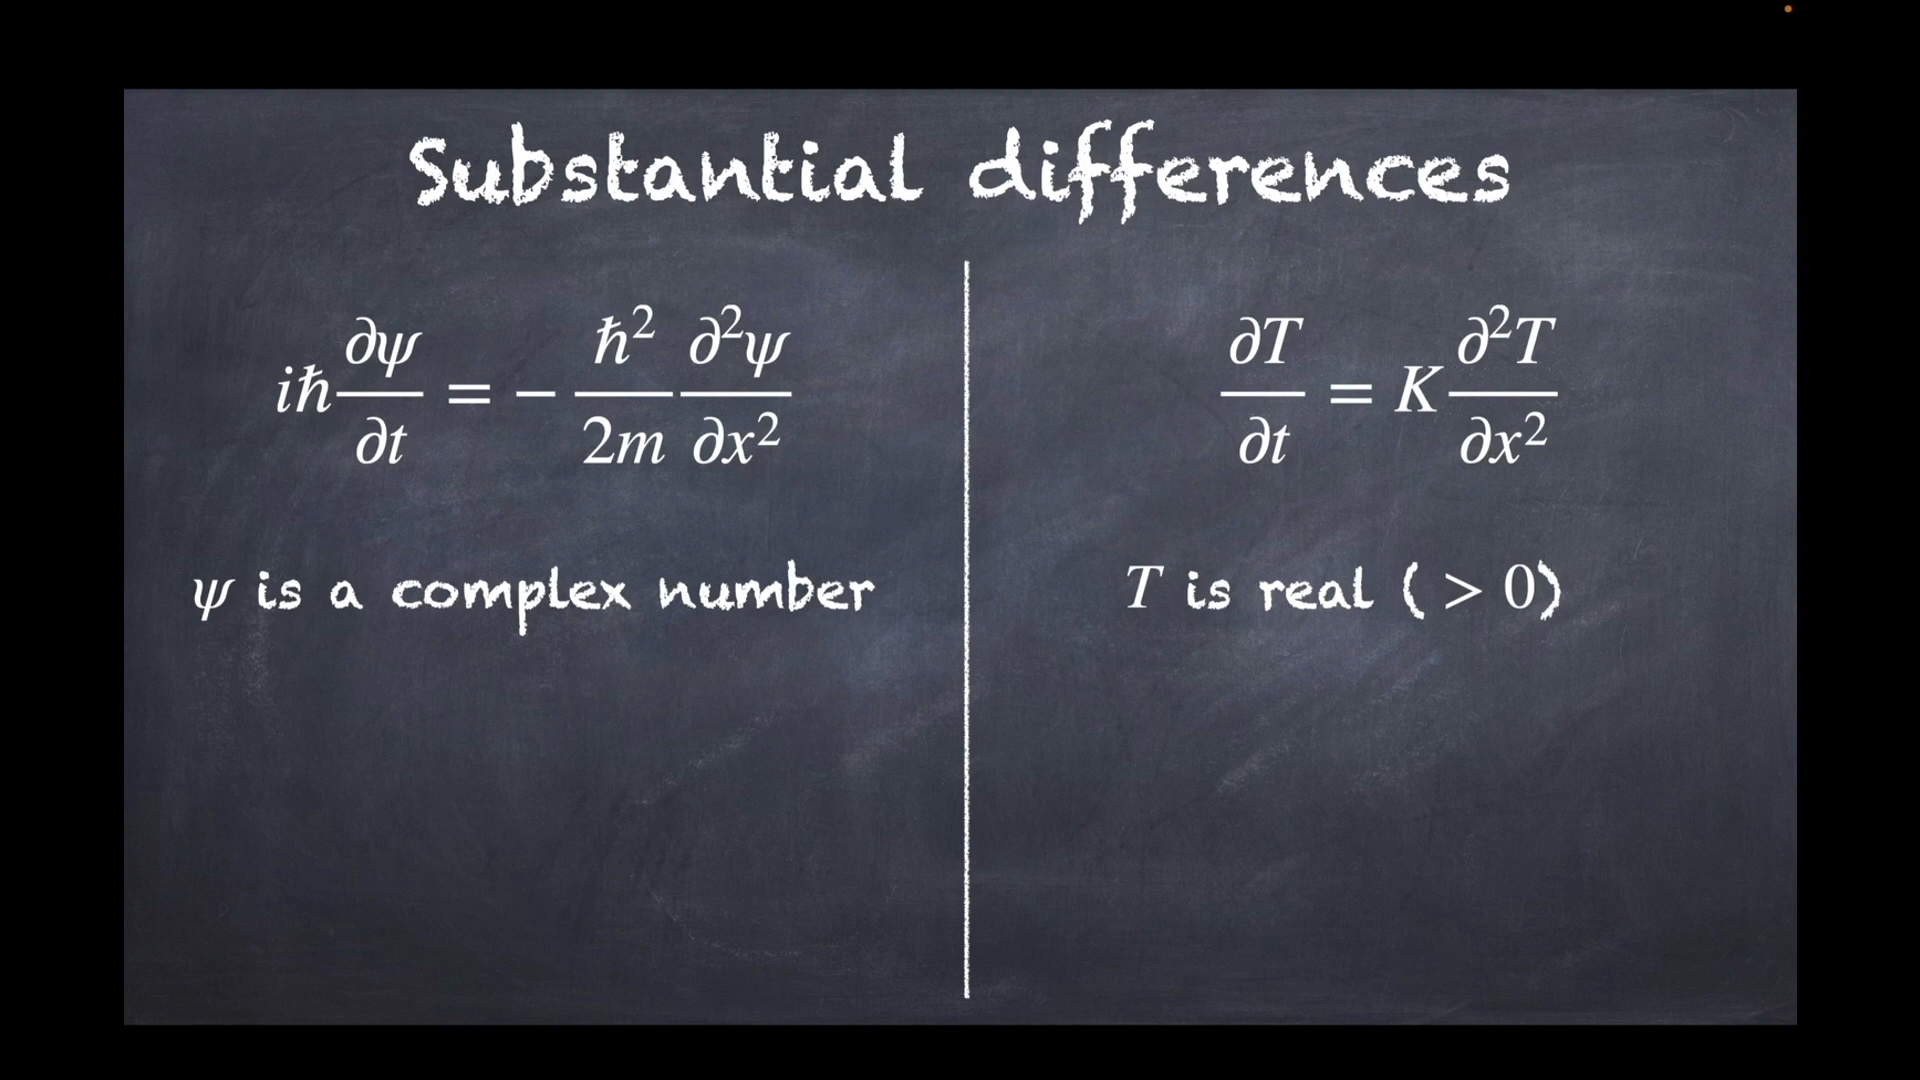 Substantial differences
iℏ ∂ψ/∂t = − ℏ²/2m ∂²ψ/∂x²
∂T/∂t = K ∂²T/∂x²
ψ is a complex number
T is real ( > 0)